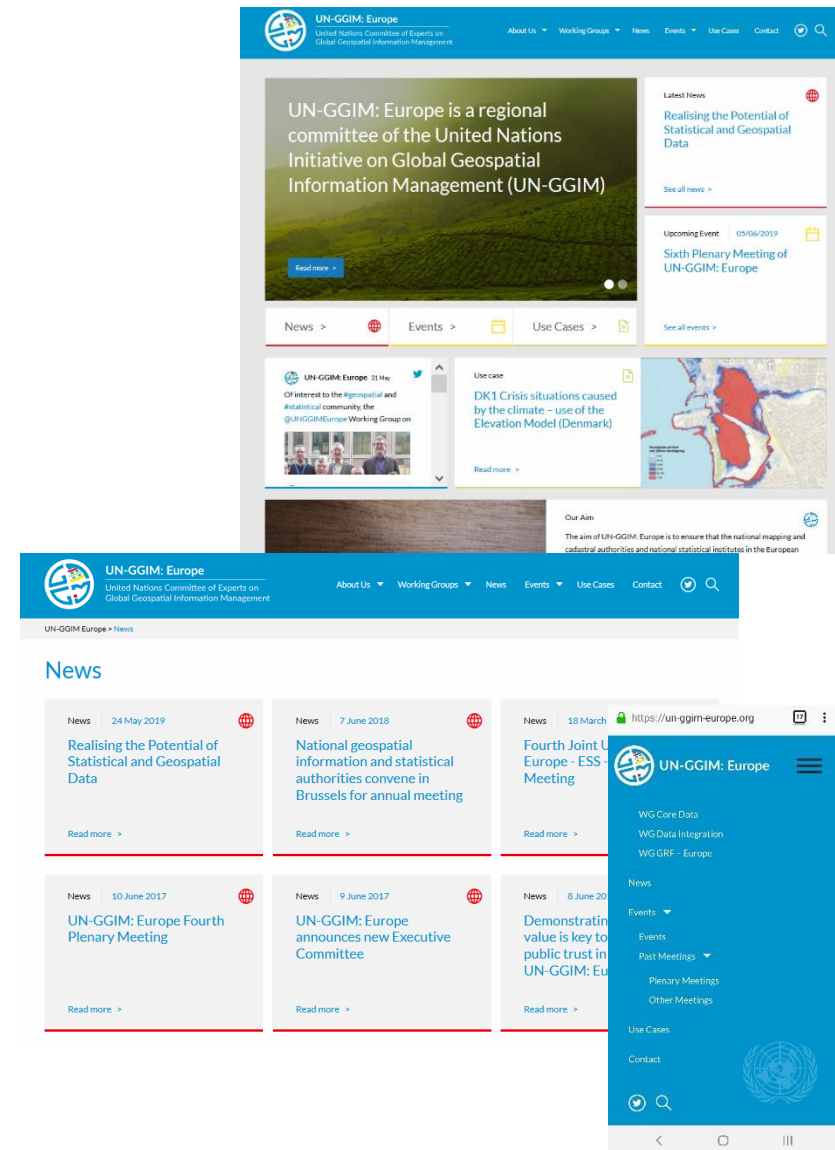 UN-GGIM: Europe
United Nations Committee of Experts on
Global Geospatial Information Management
About Us Working Groups News Events Use Cases Contact
UN-GGIM: Europe is a regional
committee of the United Nations
Initiative on Global Geospatial
Information Management (UN-GGIM)
Read more >
Latest News
Realising the Potential of
Statistical and Geospatial
Data
See all news >
Upcoming Event 05/06/2019
Sixth Plenary Meeting of
UN-GGIM: Europe
See all events >
News > Events > Use Cases >
UN-GGIM: Europe 31 May
Of interest to the #geospatial and
#statistical community, the
@UNGGIMEurope Working Group on
Use case
DK1 Crisis situations caused
by the climate – use of the
Elevation Model (Denmark)
Read more >
Our Aim
The aim of UN-GGIM: Europe is to ensure that the national mapping and
cadastral authorities and national statistical institutes in the European
UN-GGIM: Europe
United Nations Committee of Experts on
Global Geospatial Information Management
About Us Working Groups News Events Use Cases Contact
UN-GGIM Europe > News
News
News 24 May 2019
Realising the Potential of
Statistical and Geospatial
Data
Read more >
News 7 June 2018
National geospatial
information and statistical
authorities convene in
Brussels for annual meeting
Read more >
News 18 March
Fourth Joint U
Europe - ESS -
Meeting
Read more >
News 10 June 2017
UN-GGIM: Europe Fourth
Plenary Meeting
Read more >
News 9 June 2017
UN-GGIM: Europe
announces new Executive
Committee
Read more >
News 8 June 20
Demonstratin
value is key to
public trust in
UN-GGIM: Eu
Read more >
https://un-ggim-europe.org 17
UN-GGIM: Europe
WG Core Data
WG Data Integration
WG GRF – Europe
News
Events
Events
Past Meetings
Plenary Meetings
Other Meetings
Use Cases
Contact